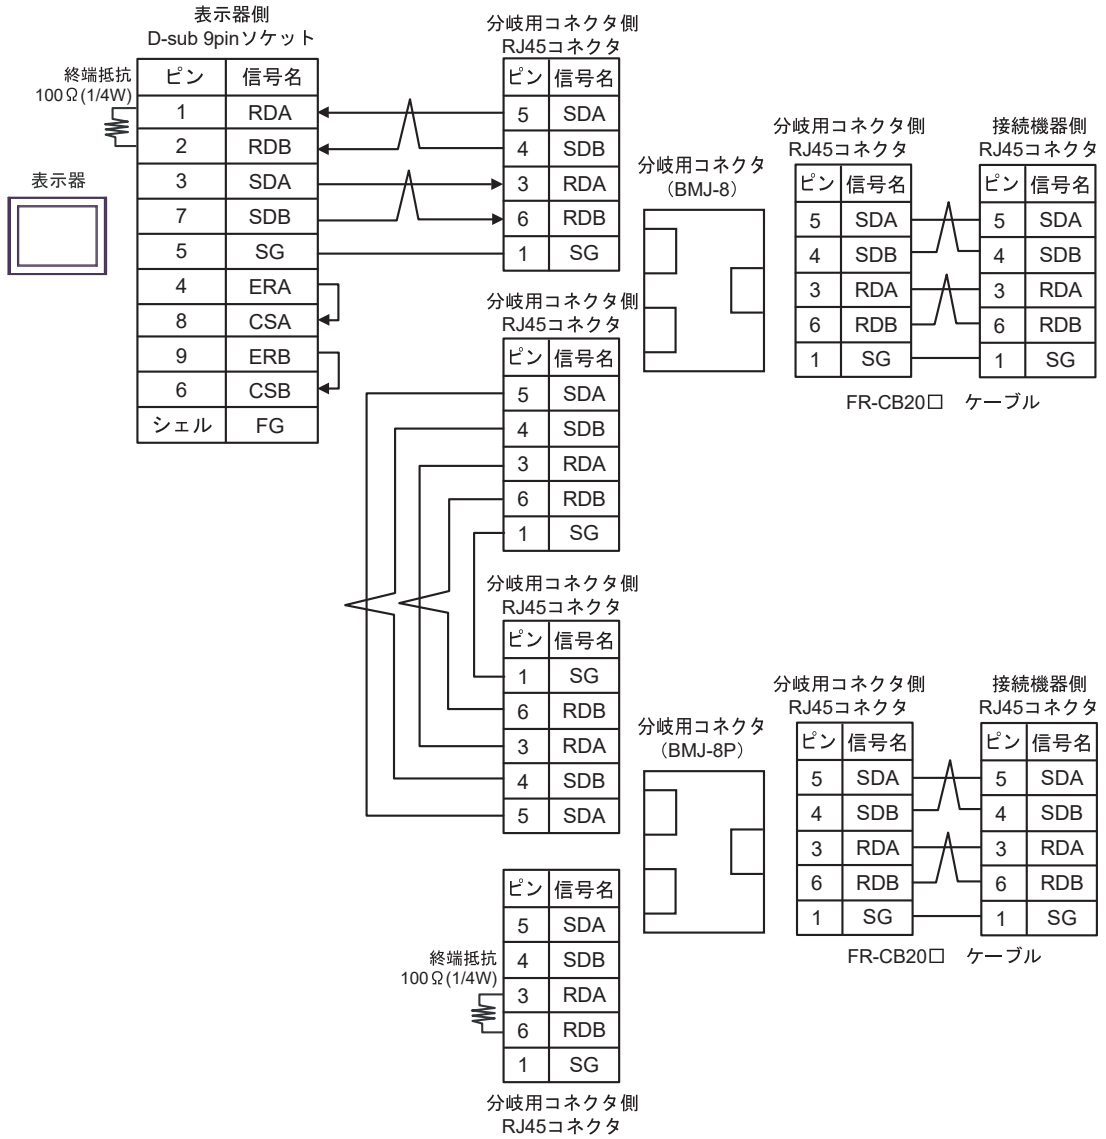 表示器側
D-sub 9pinソケット
終端抵抗
100Ω(1/4W)
ピン 信号名
1 RDA
2 RDB
3 SDA
7 SDB
5 SG
4 ERA
8 CSA
9 ERB
6 CSB
シェル FG
表示器
分岐用コネクタ側
RJ45コネクタ
ピン 信号名
5 SDA
4 SDB
3 RDA
6 RDB
1 SG
分岐用コネクタ
(BMJ-8)
分岐用コネクタ側
RJ45コネクタ
ピン 信号名
5 SDA
4 SDB
3 RDA
6 RDB
1 SG
接続機器側
RJ45コネクタ
ピン 信号名
5 SDA
4 SDB
3 RDA
6 RDB
1 SG
FR-CB20□ ケーブル
分岐用コネクタ側
RJ45コネクタ
ピン 信号名
5 SDA
4 SDB
3 RDA
6 RDB
1 SG
分岐用コネクタ側
RJ45コネクタ
ピン 信号名
1 SG
6 RDB
3 RDA
4 SDB
5 SDA
分岐用コネクタ
(BMJ-8P)
分岐用コネクタ側
RJ45コネクタ
ピン 信号名
5 SDA
4 SDB
3 RDA
6 RDB
1 SG
接続機器側
RJ45コネクタ
ピン 信号名
5 SDA
4 SDB
3 RDA
6 RDB
1 SG
FR-CB20□ ケーブル
ピン 信号名
5 SDA
4 SDB
3 RDA
6 RDB
1 SG
終端抵抗
100Ω(1/4W)
分岐用コネクタ側
RJ45コネクタ